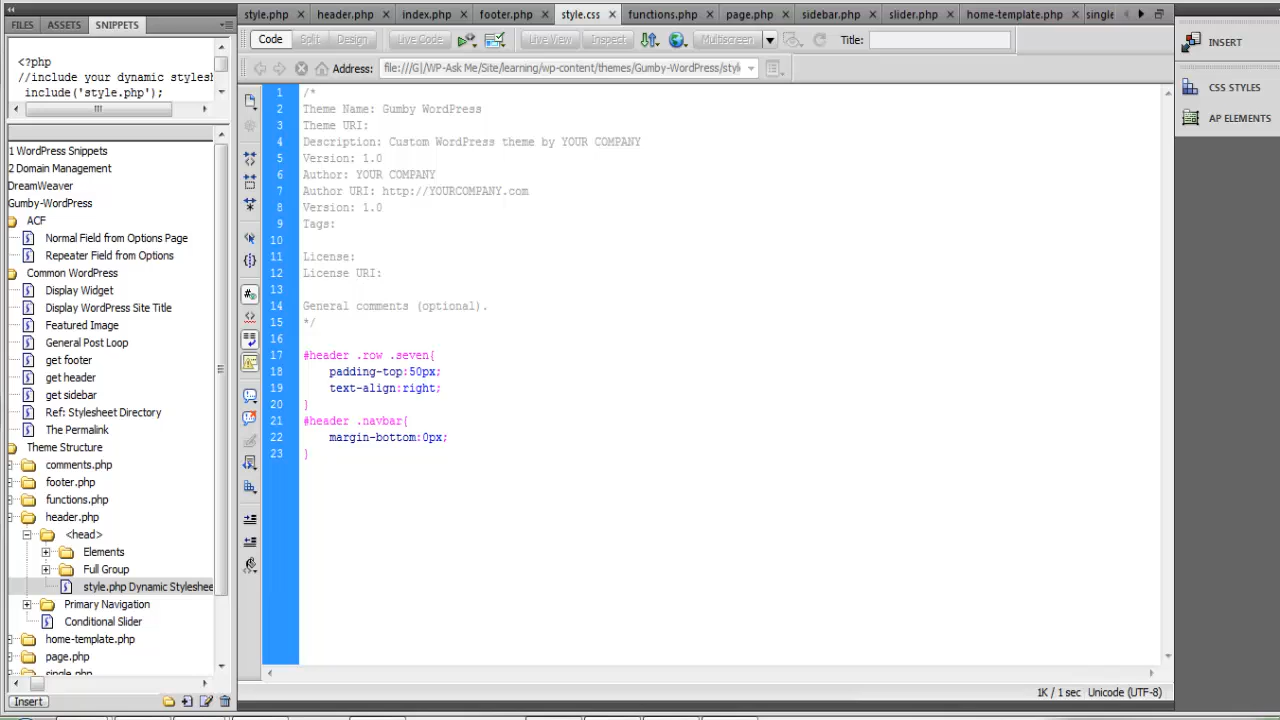 FILES ASSETS SNIPPETS
<?php
//include your dynamic stylesh
include('style.php');
1 WordPress Snippets
2 Domain Management
DreamWeaver
Gumby-WordPress
ACF
Normal Field from Options Page
Repeater Field from Options
Common WordPress
Display Widget
Display WordPress Site Title
Featured Image
General Post Loop
get footer
get header
get sidebar
Ref: Stylesheet Directory
The Permalink
Theme Structure
comments.php
footer.php
functions.php
header.php
<head>
Elements
Full Group
style.php Dynamic Styleshee
Primary Navigation
Conditional Slider
home-template.php
page.php
single.php
Insert
style.php header.php index.php footer.php style.css functions.php page.php sidebar.php slider.php home-template.php single
Code Split Design Live Code Live View Inspect Multiscreen Title:
Address: file:///G|/WP-Ask Me/Site/learning/wp-content/themes/Gumby-WordPress/styl
1 /*
2 Theme Name: Gumby WordPress
3 Theme URI:
4 Description: Custom WordPress theme by YOUR COMPANY
5 Version: 1.0
6 Author: YOUR COMPANY
7 Author URI: http://YOURCOMPANY.com
8 Version: 1.0
9 Tags:
10
11 License:
12 License URI:
13
14 General comments (optional).
15 */
16
17 #header .row .seven{
18 padding-top:50px;
19 text-align:right;
20 }
21 #header .navbar{
22 margin-bottom:0px;
23 }
1K / 1 sec Unicode (UTF-8)
INSERT
CSS STYLES
AP ELEMENTS